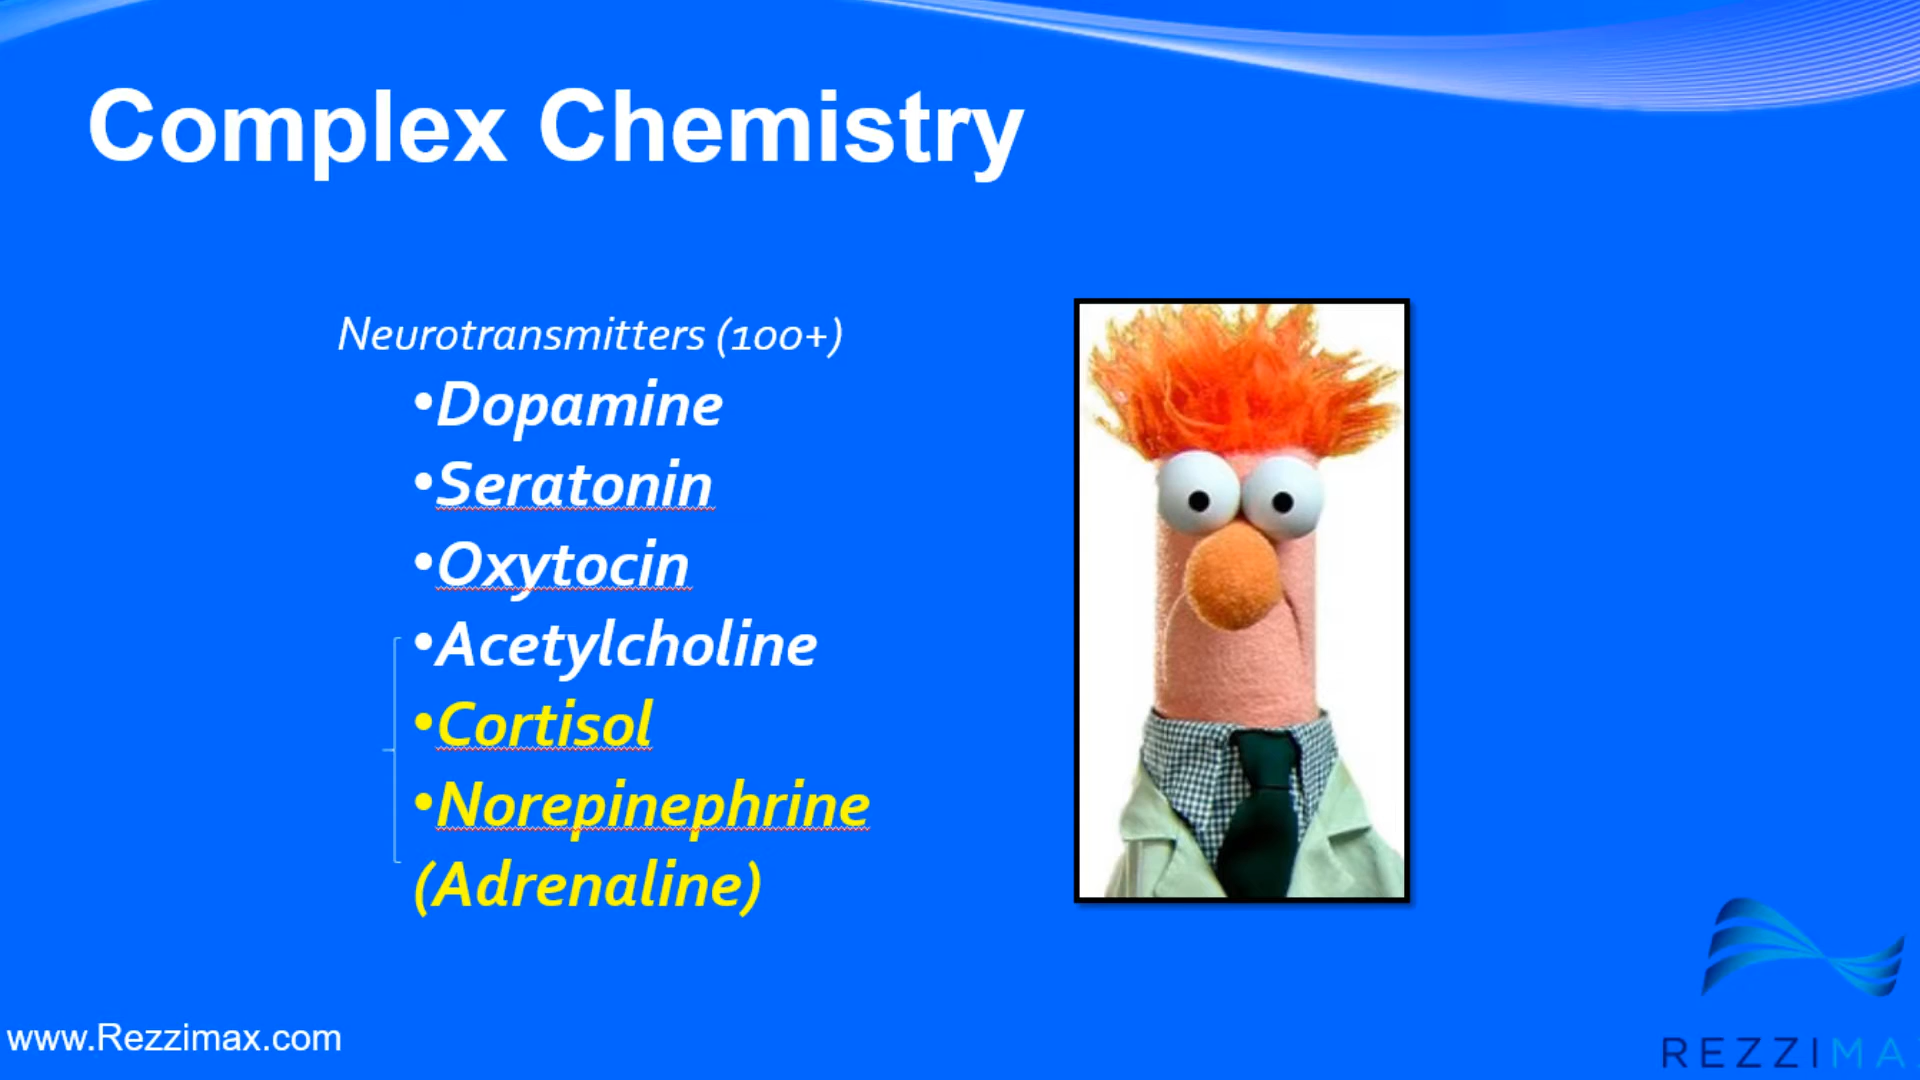 Complex Chemistry
Neurotransmitters (100+)
•Dopamine
•Seratonin
•Oxytocin
•Acetylcholine
•Cortisol
•Norepinephrine
(Adrenaline)
www.Rezzimax.com
REZZIMA